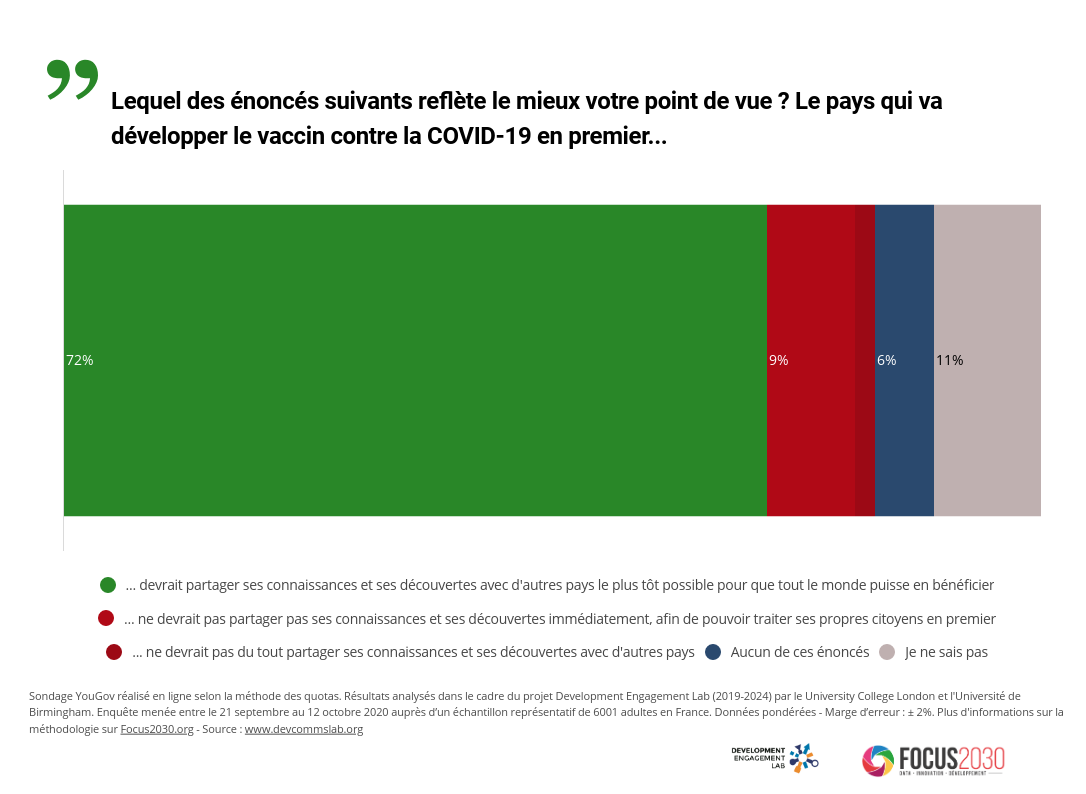 ”
Lequel des énoncés suivants reflète le mieux votre point de vue ? Le pays qui va
développer le vaccin contre la COVID-19 en premier...
72%
9%
6%
11%
... devrait partager ses connaissances et ses découvertes avec d'autres pays le plus tôt possible pour que tout le monde puisse en bénéficier
... ne devrait pas partager pas ses connaissances et ses découvertes immédiatement, afin de pouvoir traiter ses propres citoyens en premier
... ne devrait pas du tout partager ses connaissances et ses découvertes avec d'autres pays Aucun de ces énoncés Je ne sais pas
Sondage YouGov réalisé en ligne selon la méthode des quotas. Résultats analysés dans le cadre du projet Development Engagement Lab (2019-2024) par le University College London et l'Université de
Birmingham. Enquête menée entre le 21 septembre au 12 octobre 2020 auprès d’un échantillon représentatif de 6001 adultes en France. Données pondérées - Marge d’erreur : ± 2%. Plus d'informations sur la
méthodologie sur Focus2030.org - Source : www.devcommslab.org
DEVELOPMENT
ENGAGEMENT
LAB
FOCUS2030
DATA · INNOVATION · DÉVELOPPEMENT